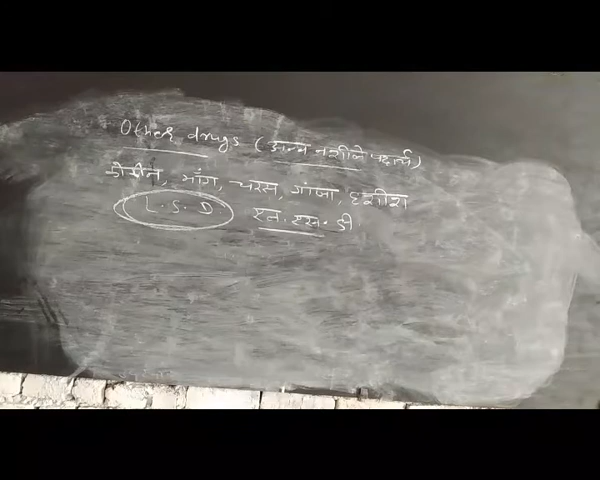 Other drugs (अन्य नशीले पदार्थ)
कोकीन, भाँग, चरस, गांजा, हशीश
L.S.D एल.एस.डी.